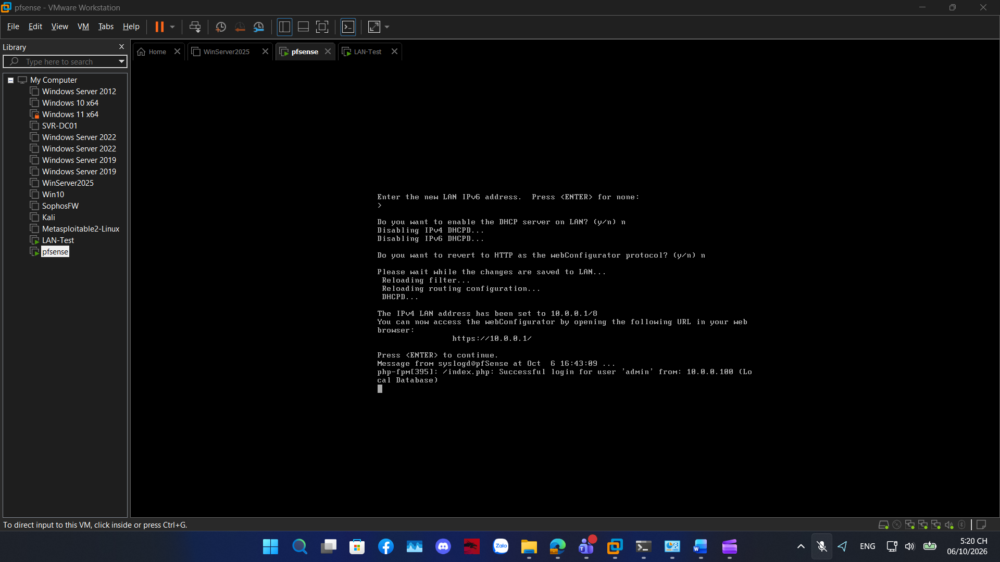 pfsense - VMware Workstation
File Edit View VM Tabs Help
Library
Type here to search
My Computer
Windows Server 2012
Windows 10 x64
Windows 11 x64
SVR-DC01
Windows Server 2022
Windows Server 2022
Windows Server 2019
Windows Server 2019
WinServer2025
Win10
SophosFW
Kali
Metasploitable2-Linux
LAN-Test
pfsense
Home WinServer2025 pfsense LAN-Test
Enter the new LAN IPv6 address.  Press <ENTER> for none:
>
Do you want to enable the DHCP server on LAN? (y/n) n
Disabling IPv4 DHCPD...
Disabling IPv6 DHCPD...
Do you want to revert to HTTP as the webConfigurator protocol? (y/n) n
Please wait while the changes are saved to LAN...
Reloading filter...
Reloading routing configuration...
DHCPD...
The IPv4 LAN address has been set to 10.0.0.1/8
You can now access the webConfigurator by opening the following URL in your web
browser:
https://10.0.0.1/
Press <ENTER> to continue.
Message from syslogd@pfSense at Oct  6 16:43:09 ...
php-fpm[395]: /index.php: Successful login for user 'admin' from: 10.0.0.100 (Lo
cal Database)
To direct input to this VM, click inside or press Ctrl+G.
Zalo
T
W
ENG
5:20 CH
06/10/2026